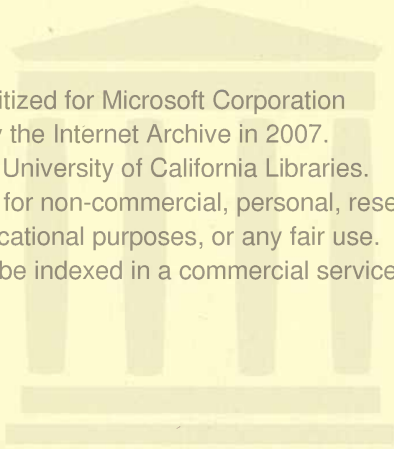 itized for Microsoft Corporation
the Internet Archive in 2007.
University of California Libraries.
for non-commercial, personal, rese
cational purposes, or any fair use.
be indexed in a commercial service